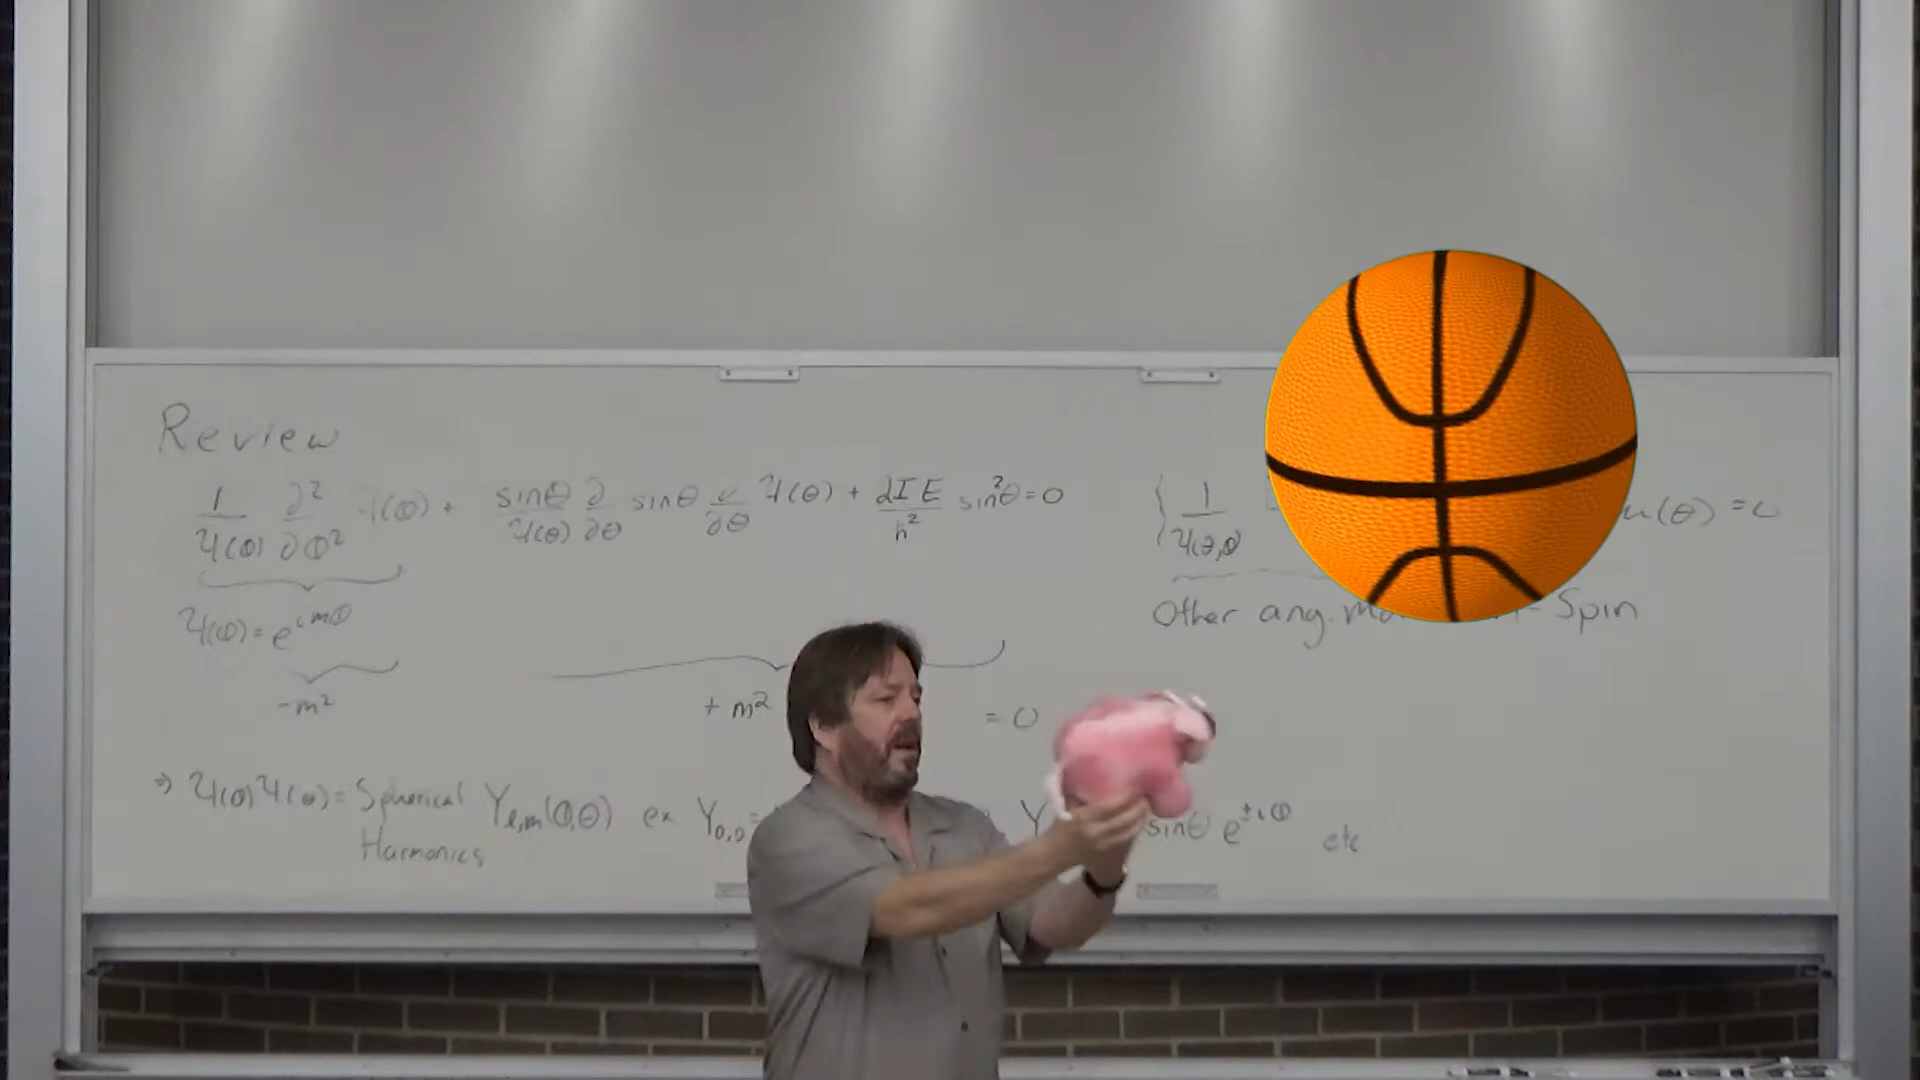 Review
1/Ψ(Φ) ∂²/∂Φ² Ψ(Φ) + sinθ/Ψ(θ) ∂/∂θ sinθ ∂/∂θ Ψ(θ) + 2IE/ħ² sin²θ = 0
Ψ(Φ) = e^{imΦ}
-m² + m² = 0
⇒ Ψ(Φ)Ψ(θ) = Spherical Harmonics Y_{l,m}(Φ,θ) ex Y_{0,0} = Y sinθ e^{±iΦ} etc
{ 1/Ψ(θ,Φ) (θ) = 0
Other ang. Spin